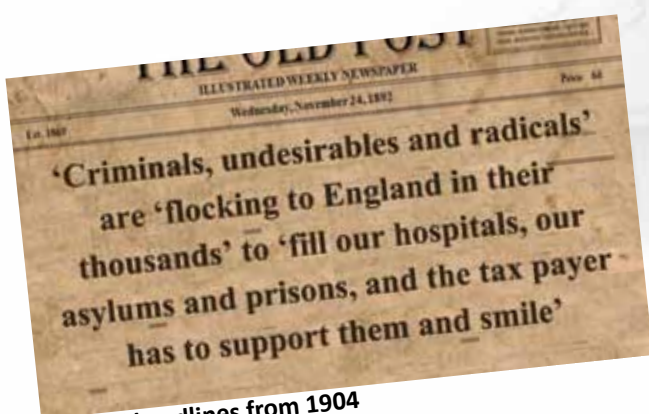 THE OLD POST
ILLUSTRATED WEEKLY NEWSPAPER
Wednesday, November 24, 1892
'Criminals, undesirables and radicals'
are 'flocking to England in their
thousands' to 'fill our hospitals, our
asylums and prisons, and the tax payer
has to support them and smile'
from 1904